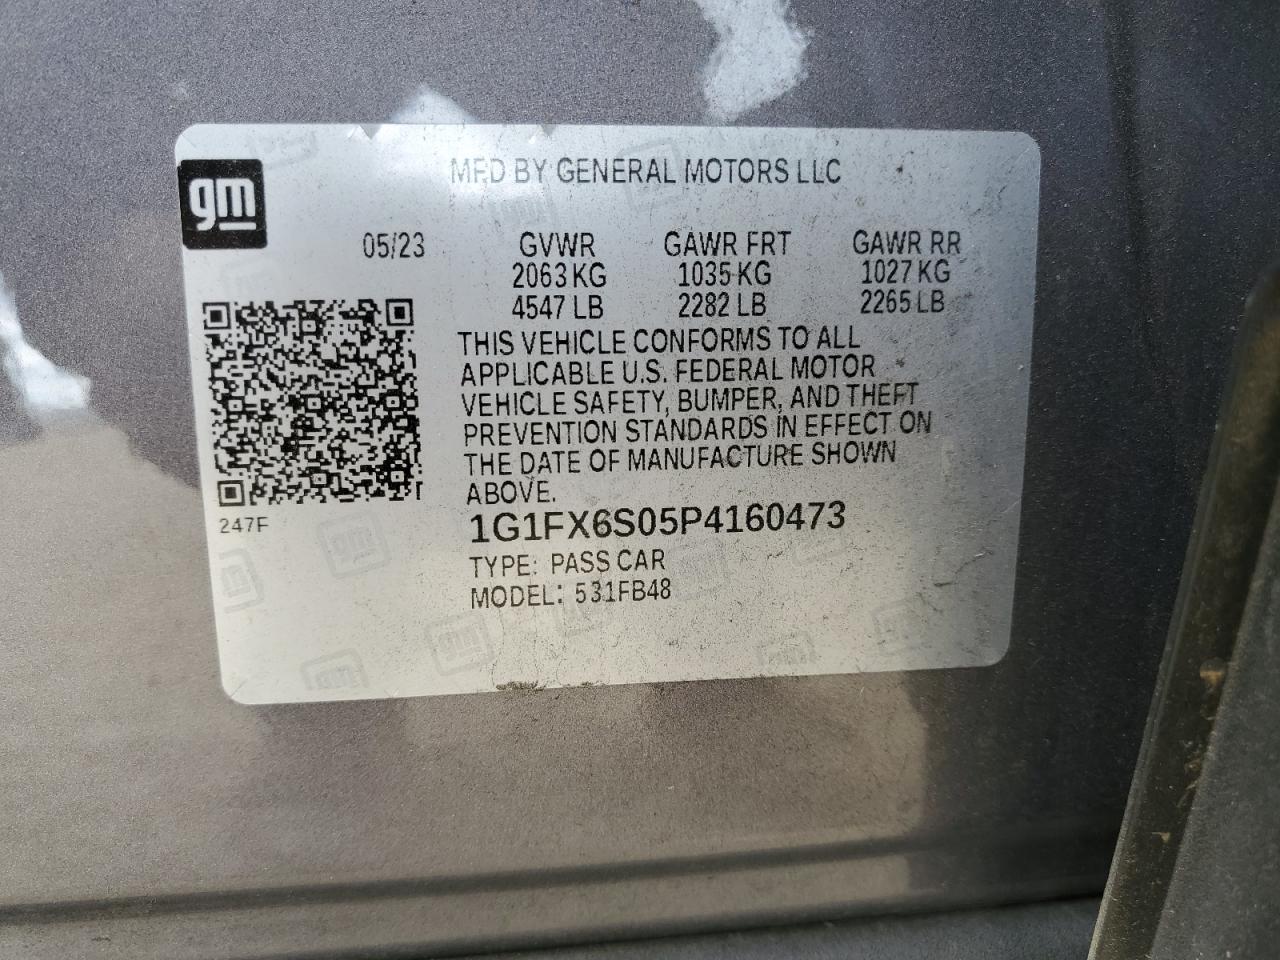 gm
MFD BY GENERAL MOTORS LLC
05/23 GVWR GAWR FRT GAWR RR
2063 KG 1035 KG 1027 KG
4547 LB 2282 LB 2265 LB
THIS VEHICLE CONFORMS TO ALL
APPLICABLE U.S. FEDERAL MOTOR
VEHICLE SAFETY, BUMPER, AND THEFT
PREVENTION STANDARDS IN EFFECT ON
THE DATE OF MANUFACTURE SHOWN
ABOVE.
247F
1G1FX6S05P4160473
TYPE: PASS CAR
MODEL: 531FB48